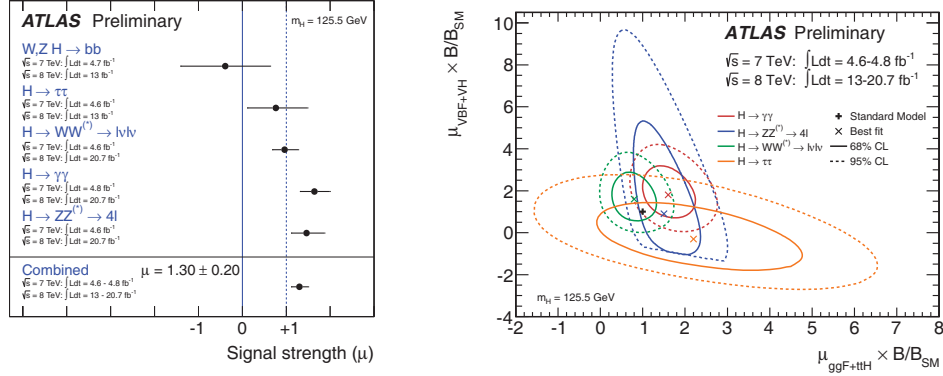 ATLAS Preliminary
m_H = 125.5 GeV
W,Z H → bb
√s = 7 TeV: ∫Ldt = 4.7 fb⁻¹
√s = 8 TeV: ∫Ldt = 13 fb⁻¹
H → ττ
√s = 7 TeV: ∫Ldt = 4.6 fb⁻¹
√s = 8 TeV: ∫Ldt = 13 fb⁻¹
H → WW⁽*⁾ → lνlν
√s = 7 TeV: ∫Ldt = 4.6 fb⁻¹
√s = 8 TeV: ∫Ldt = 20.7 fb⁻¹
H → γγ
√s = 7 TeV: ∫Ldt = 4.8 fb⁻¹
√s = 8 TeV: ∫Ldt = 20.7 fb⁻¹
H → ZZ⁽*⁾ → 4l
√s = 7 TeV: ∫Ldt = 4.6 fb⁻¹
√s = 8 TeV: ∫Ldt = 20.7 fb⁻¹
Combined μ = 1.30 ± 0.20
√s = 7 TeV: ∫Ldt = 4.6 - 4.8 fb⁻¹
√s = 8 TeV: ∫Ldt = 13 - 20.7 fb⁻¹
-1 0 +1
Signal strength (μ)
μ_VBF+VH × B/B_SM
10
8
6
4
2
0
-2
-4
ATLAS Preliminary
√s = 7 TeV: ∫Ldt = 4.6-4.8 fb⁻¹
√s = 8 TeV: ∫Ldt = 13-20.7 fb⁻¹
H → γγ
H → ZZ⁽*⁾ → 4l
H → WW⁽*⁾ → lνlν
H → ττ
Standard Model
Best fit
68% CL
95% CL
m_H = 125.5 GeV
-2 -1 0 1 2 3 4 5 6 7 8
μ_ggF+ttH × B/B_SM